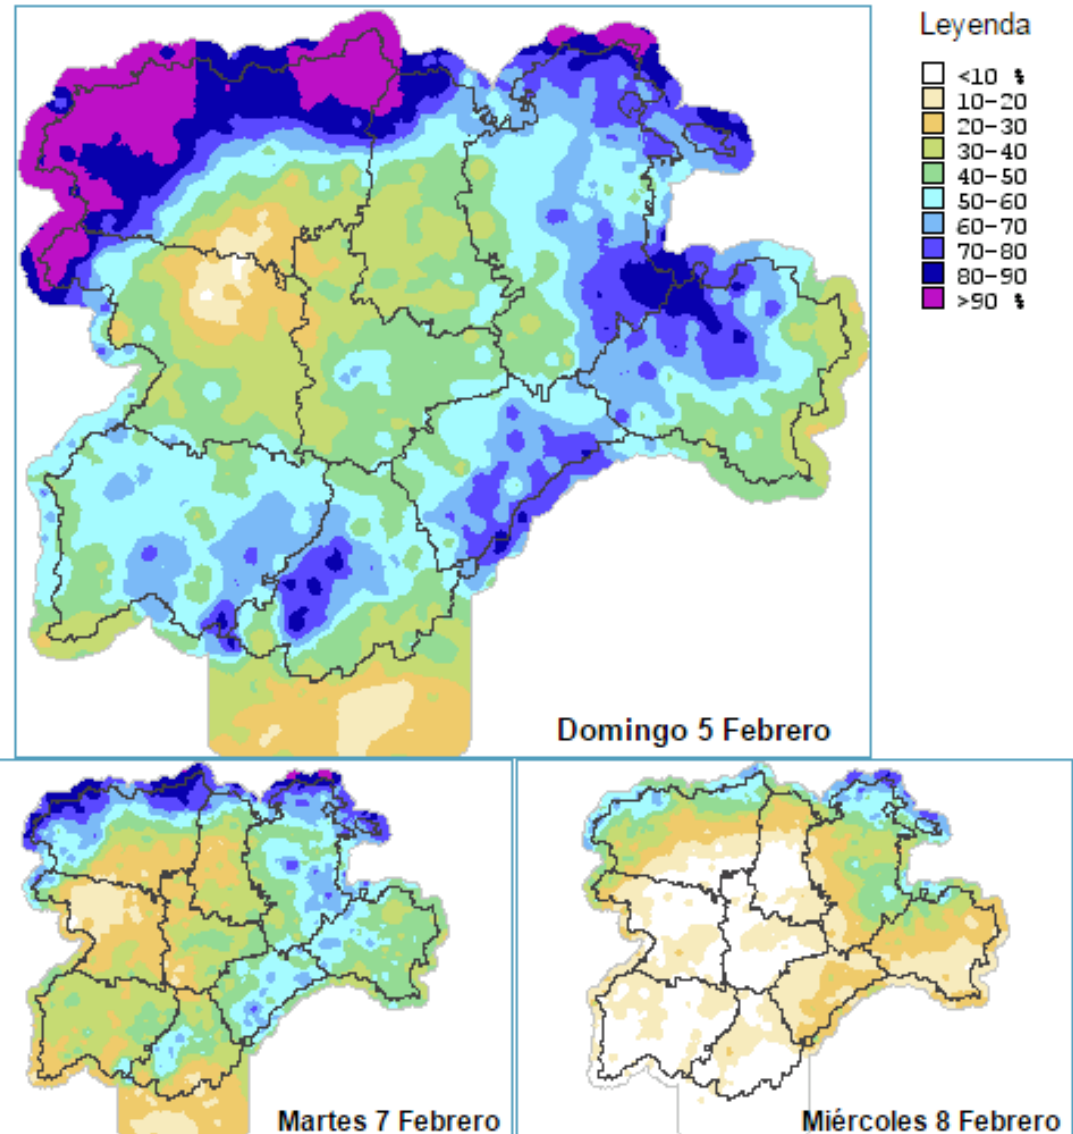 Leyenda
<10 %
10-20
20-30
30-40
40-50
50-60
60-70
70-80
80-90
>90 %
Domingo 5 Febrero
Martes 7 Febrero
Miércoles 8 Febrero